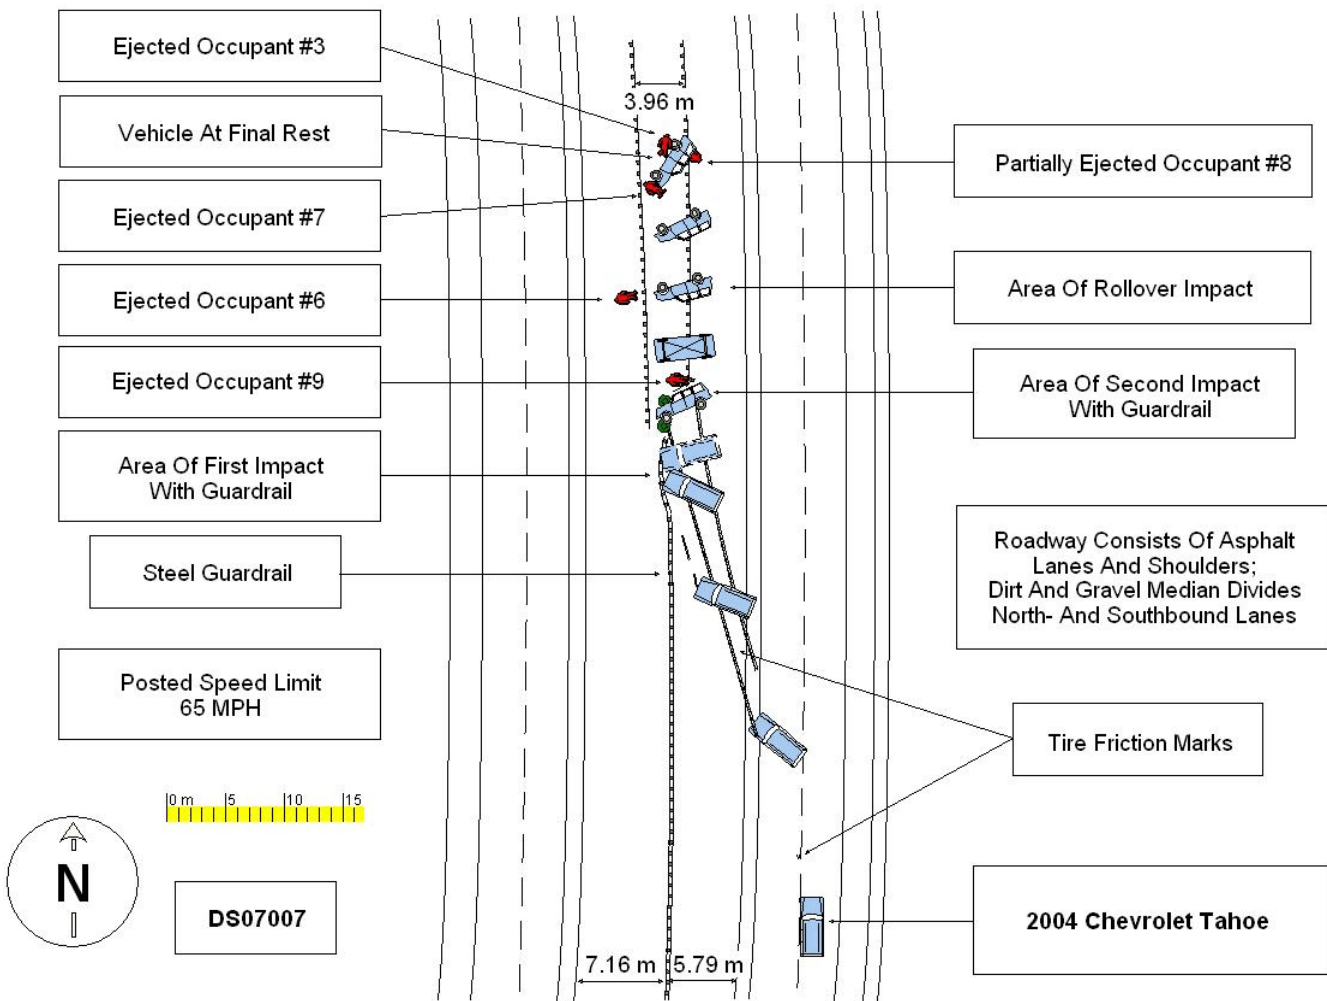 Ejected Occupant #3
3.96 m
Vehicle At Final Rest
Partially Ejected Occupant #8
Ejected Occupant #7
Ejected Occupant #6
Area Of Rollover Impact
Ejected Occupant #9
Area Of Second Impact
With Guardrail
Area Of First Impact
With Guardrail
Steel Guardrail
Roadway Consists Of Asphalt
Lanes And Shoulders;
Dirt And Gravel Median Divides
North- And Southbound Lanes
Posted Speed Limit
65 MPH
Tire Friction Marks
0 m 5 10 15
N
DS07007
2004 Chevrolet Tahoe
7.16 m 5.79 m